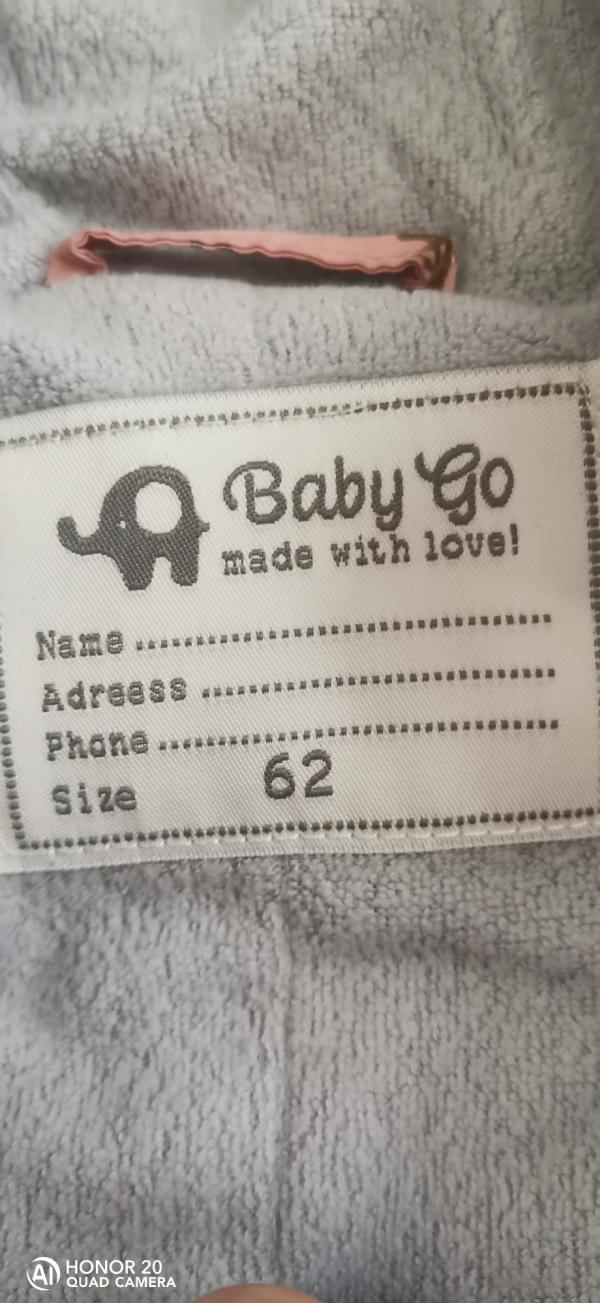 Baby Go
made with love!
Name ........................................
Adreess ..................................
Phone ......................................
Size 62
HONOR 20
QUAD CAMERA